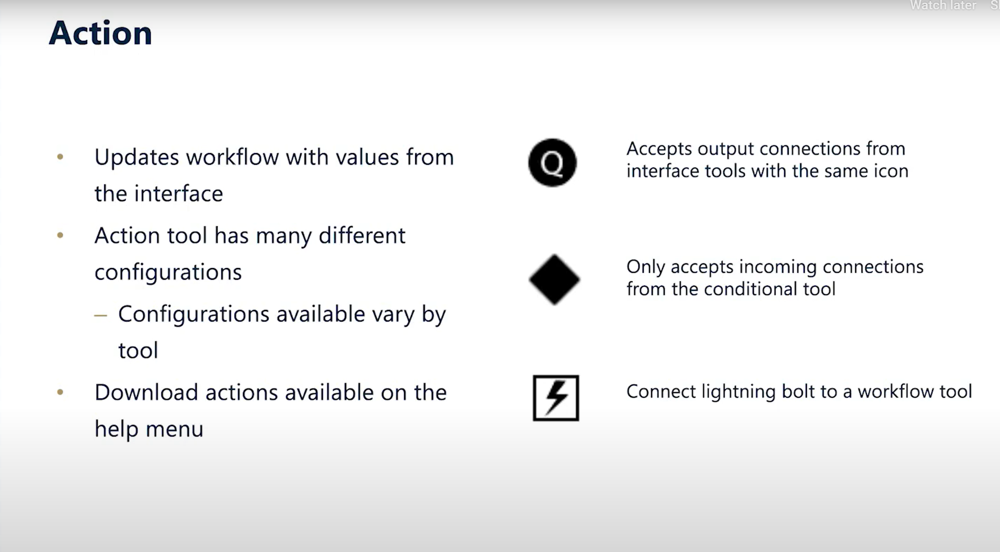 Watch later
Action
• Updates workflow with values from
the interface
• Action tool has many different
configurations
– Configurations available vary by
tool
• Download actions available on the
help menu
Q
Accepts output connections from
interface tools with the same icon
Only accepts incoming connections
from the conditional tool
Connect lightning bolt to a workflow tool